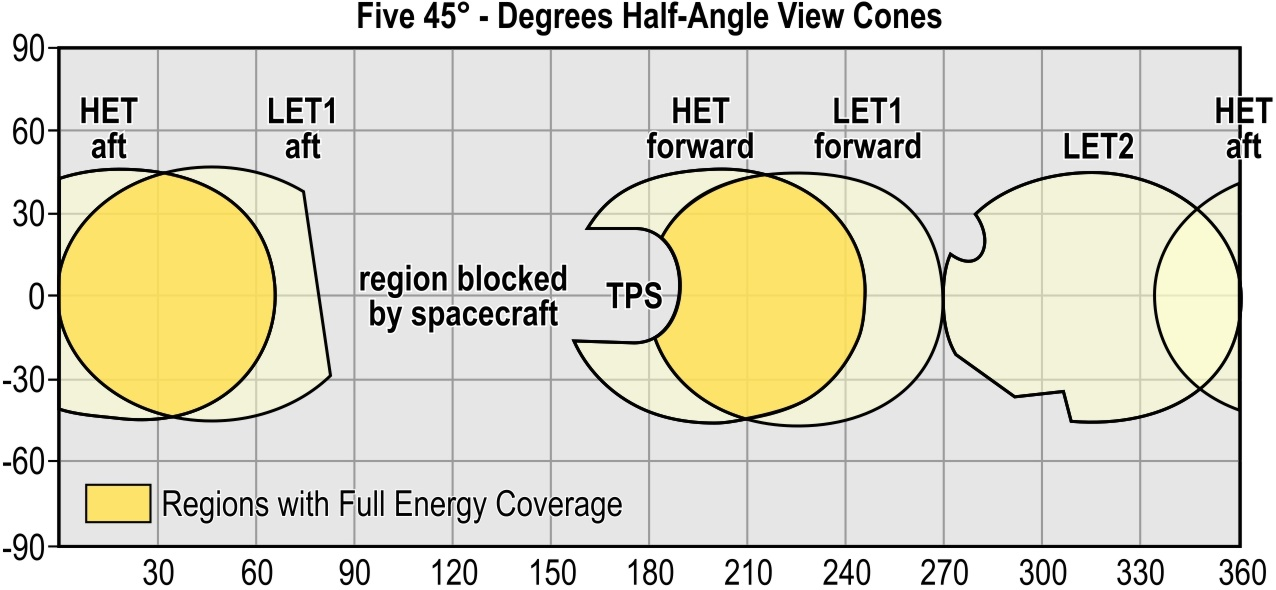 Five 45° - Degrees Half-Angle View Cones
90
60
30
0
-30
-60
-90
HET
aft
LET1
aft
HET
forward
LET1
forward
LET2
HET
aft
region blocked
by spacecraft
TPS
Regions with Full Energy Coverage
30 60 90 120 150 180 210 240 270 300 330 360